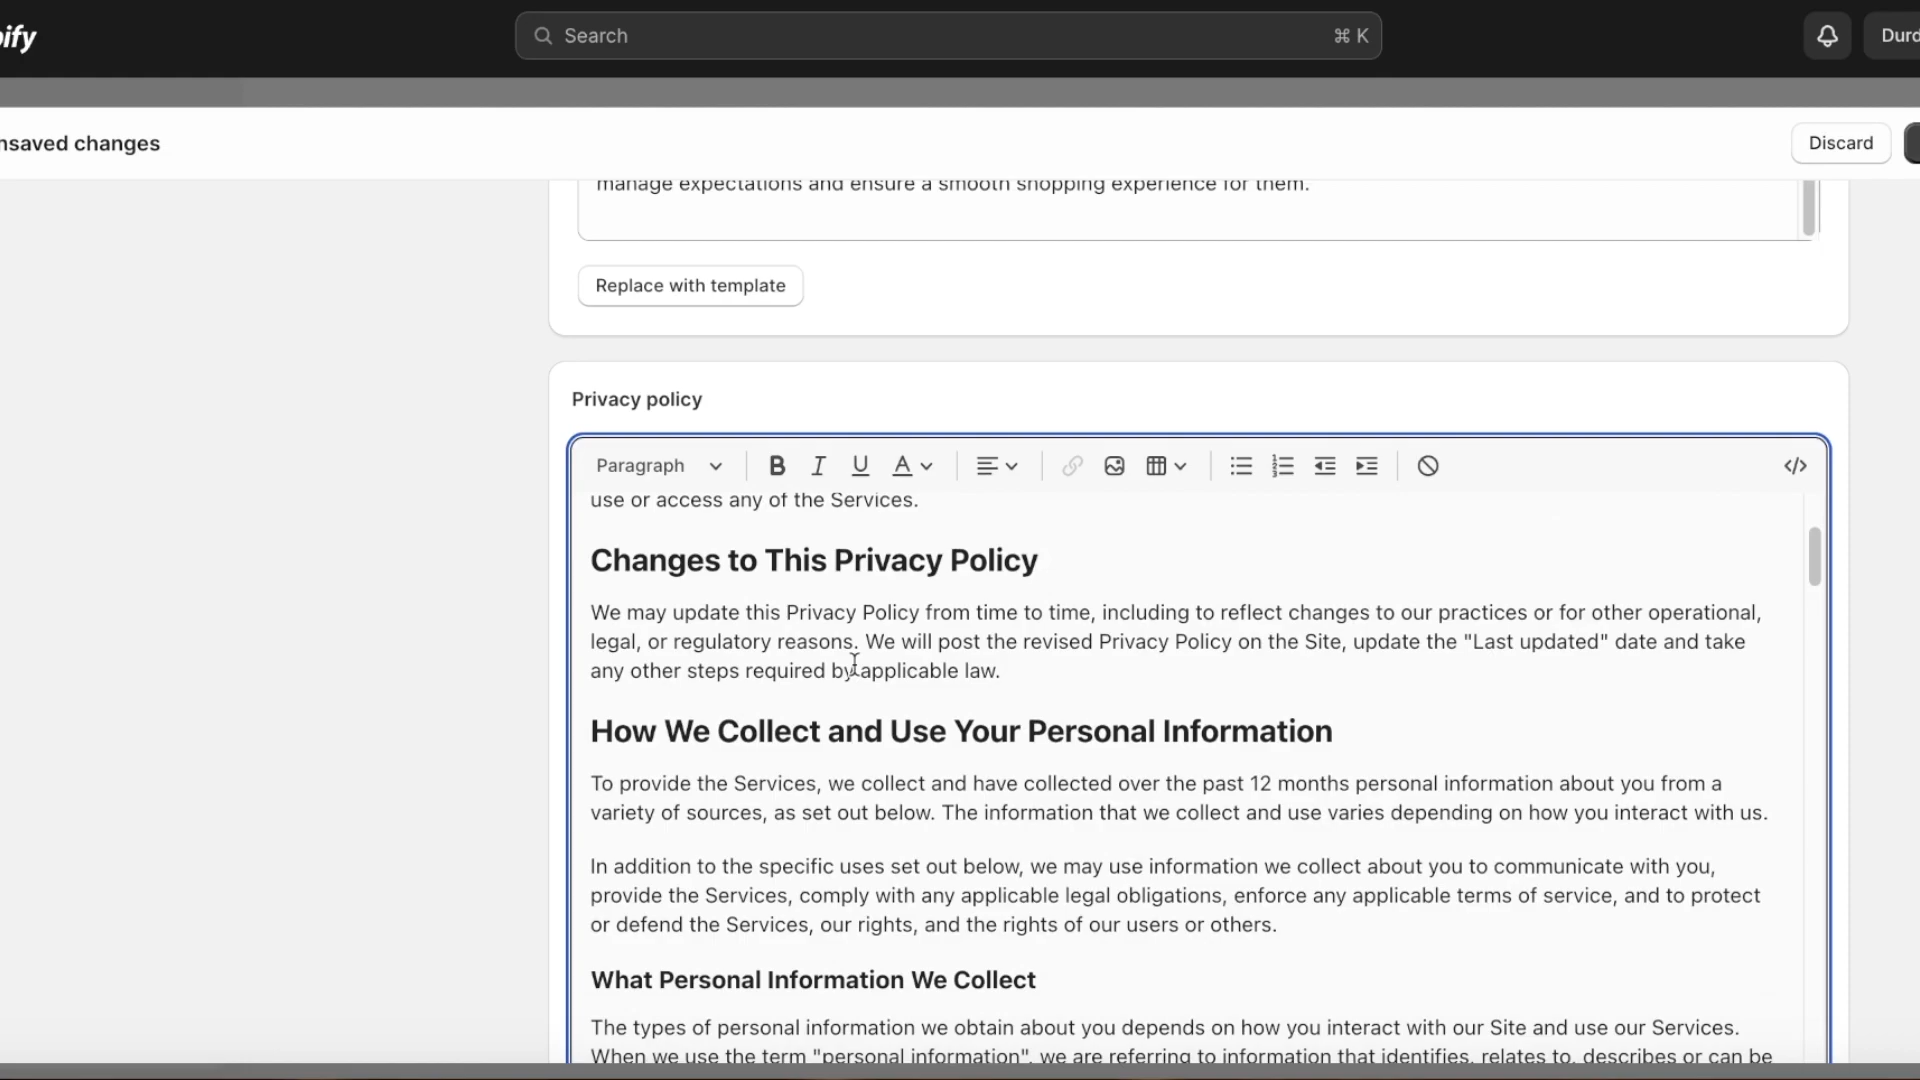 pify
Search
⌘ K
Durd
nsaved changes
Discard
manage expectations and ensure a smooth shopping experience for them.
Replace with template
Privacy policy
Paragraph
B I U A
</>
use or access any of the Services.
Changes to This Privacy Policy
We may update this Privacy Policy from time to time, including to reflect changes to our practices or for other operational,
legal, or regulatory reasons. We will post the revised Privacy Policy on the Site, update the "Last updated" date and take
any other steps required by applicable law.
How We Collect and Use Your Personal Information
To provide the Services, we collect and have collected over the past 12 months personal information about you from a
variety of sources, as set out below. The information that we collect and use varies depending on how you interact with us.
In addition to the specific uses set out below, we may use information we collect about you to communicate with you,
provide the Services, comply with any applicable legal obligations, enforce any applicable terms of service, and to protect
or defend the Services, our rights, and the rights of our users or others.
What Personal Information We Collect
The types of personal information we obtain about you depends on how you interact with our Site and use our Services.
When we use the term "personal information", we are referring to information that identifies, relates to, describes or can be